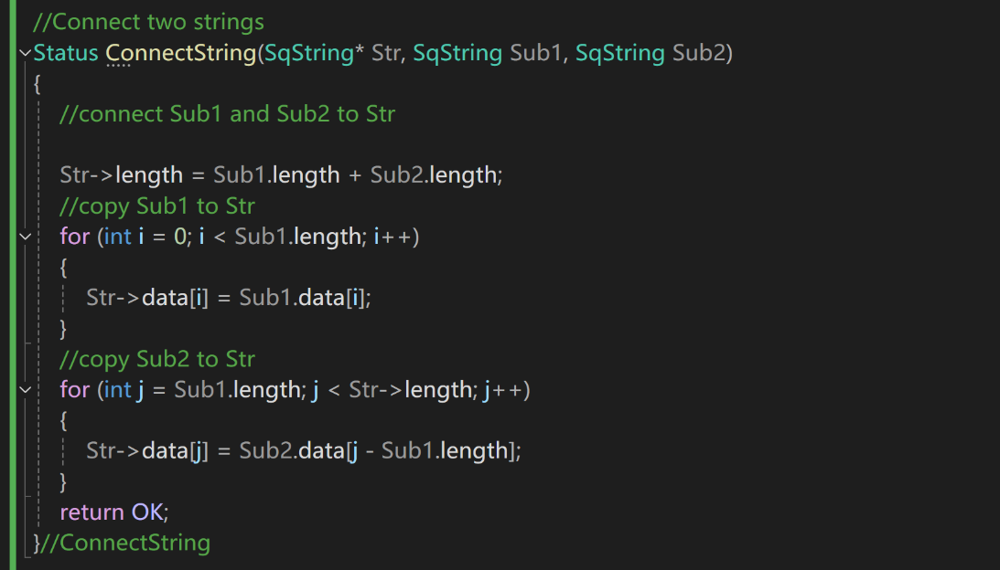 //Connect two strings
Status ConnectString(SqString* Str, SqString Sub1, SqString Sub2)
{
//connect Sub1 and Sub2 to Str
Str->length = Sub1.length + Sub2.length;
//copy Sub1 to Str
for (int i = 0; i < Sub1.length; i++)
{
Str->data[i] = Sub1.data[i];
}
//copy Sub2 to Str
for (int j = Sub1.length; j < Str->length; j++)
{
Str->data[j] = Sub2.data[j - Sub1.length];
}
return OK;
}//ConnectString